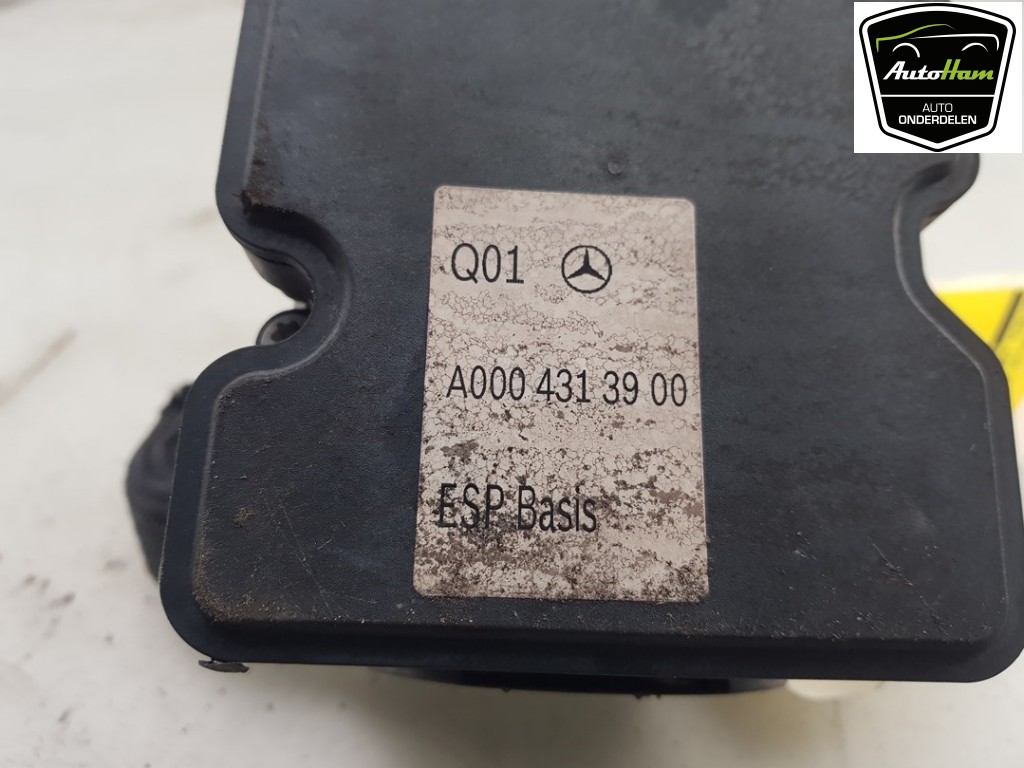 AutoHam
AUTO
ONDERDELEN
Q01
A000 431 39 00
ESP Basis